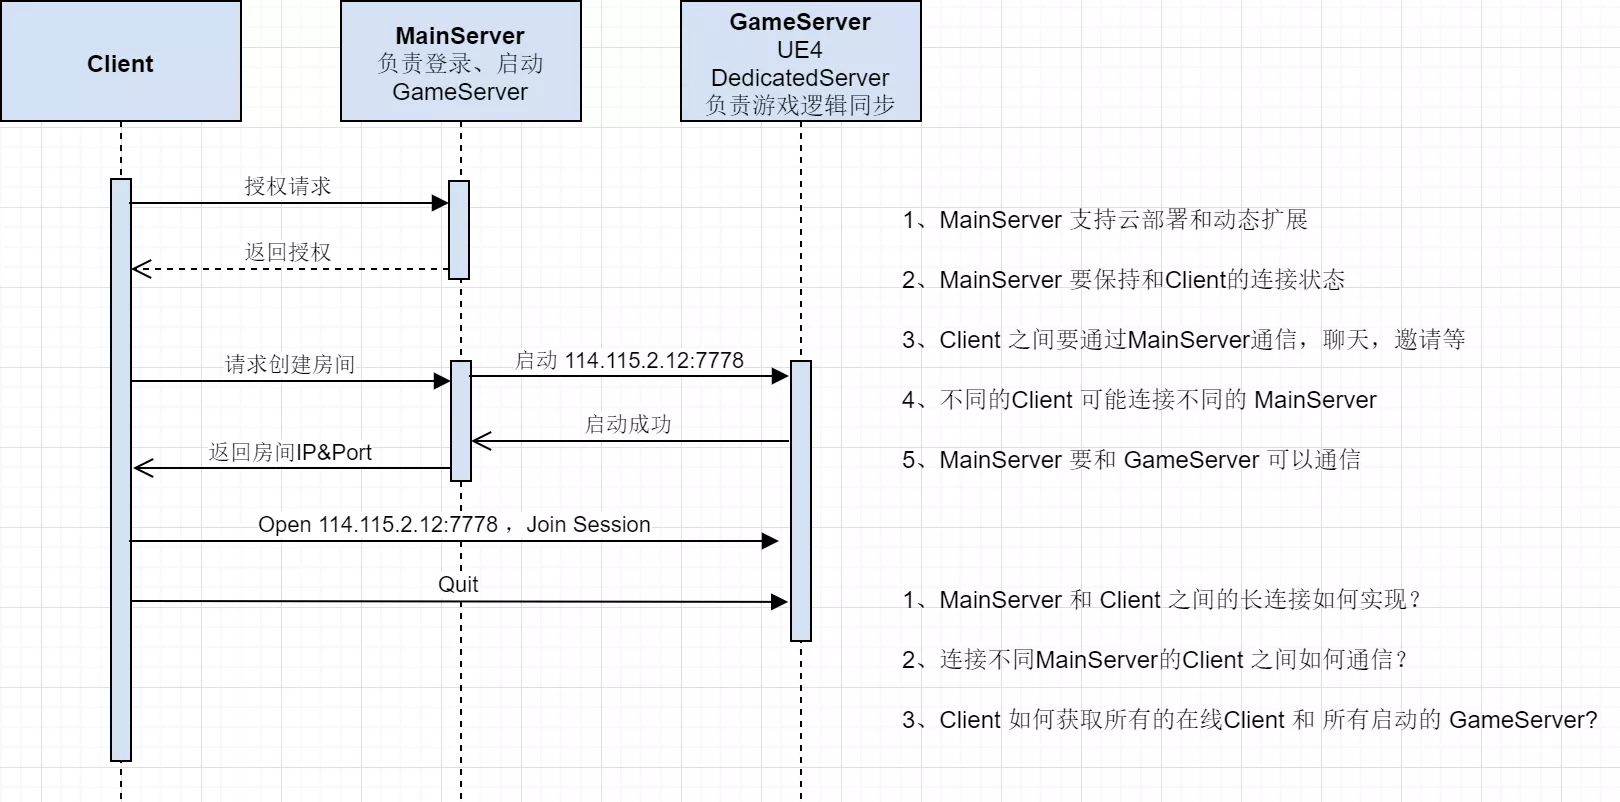 Client
MainServer
负责登录、启动
GameServer
GameServer
UE4
DedicatedServer
负责游戏逻辑同步
授权请求
返回授权
请求创建房间
启动 114.115.2.12:7778
启动成功
返回房间IP&Port
Open 114.115.2.12:7778 ，Join Session
Quit
1、MainServer 支持云部署和动态扩展
2、MainServer 要保持和Client的连接状态
3、Client 之间要通过MainServer通信，聊天，邀请等
4、不同的Client 可能连接不同的 MainServer
5、MainServer 要和 GameServer 可以通信
1、MainServer 和 Client 之间的长连接如何实现？
2、连接不同MainServer的Client 之间如何通信？
3、Client 如何获取所有的在线Client 和 所有启动的 GameServer?